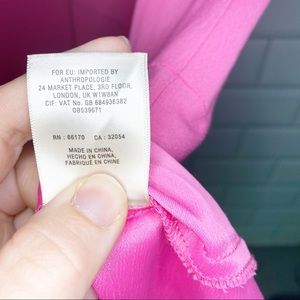 FOR EU: IMPORTED BY
ANTHROPOLOGIE
24 MARKET PLACE, 3RD FLOOR,
LONDON, UK W1W8AN
CIF: VAT No. GB 684936382
GB539671
RN : 66170 CA : 32054
MADE IN CHINA,
HECHO EN CHINA,
FABRIQUÉ EN CHINE